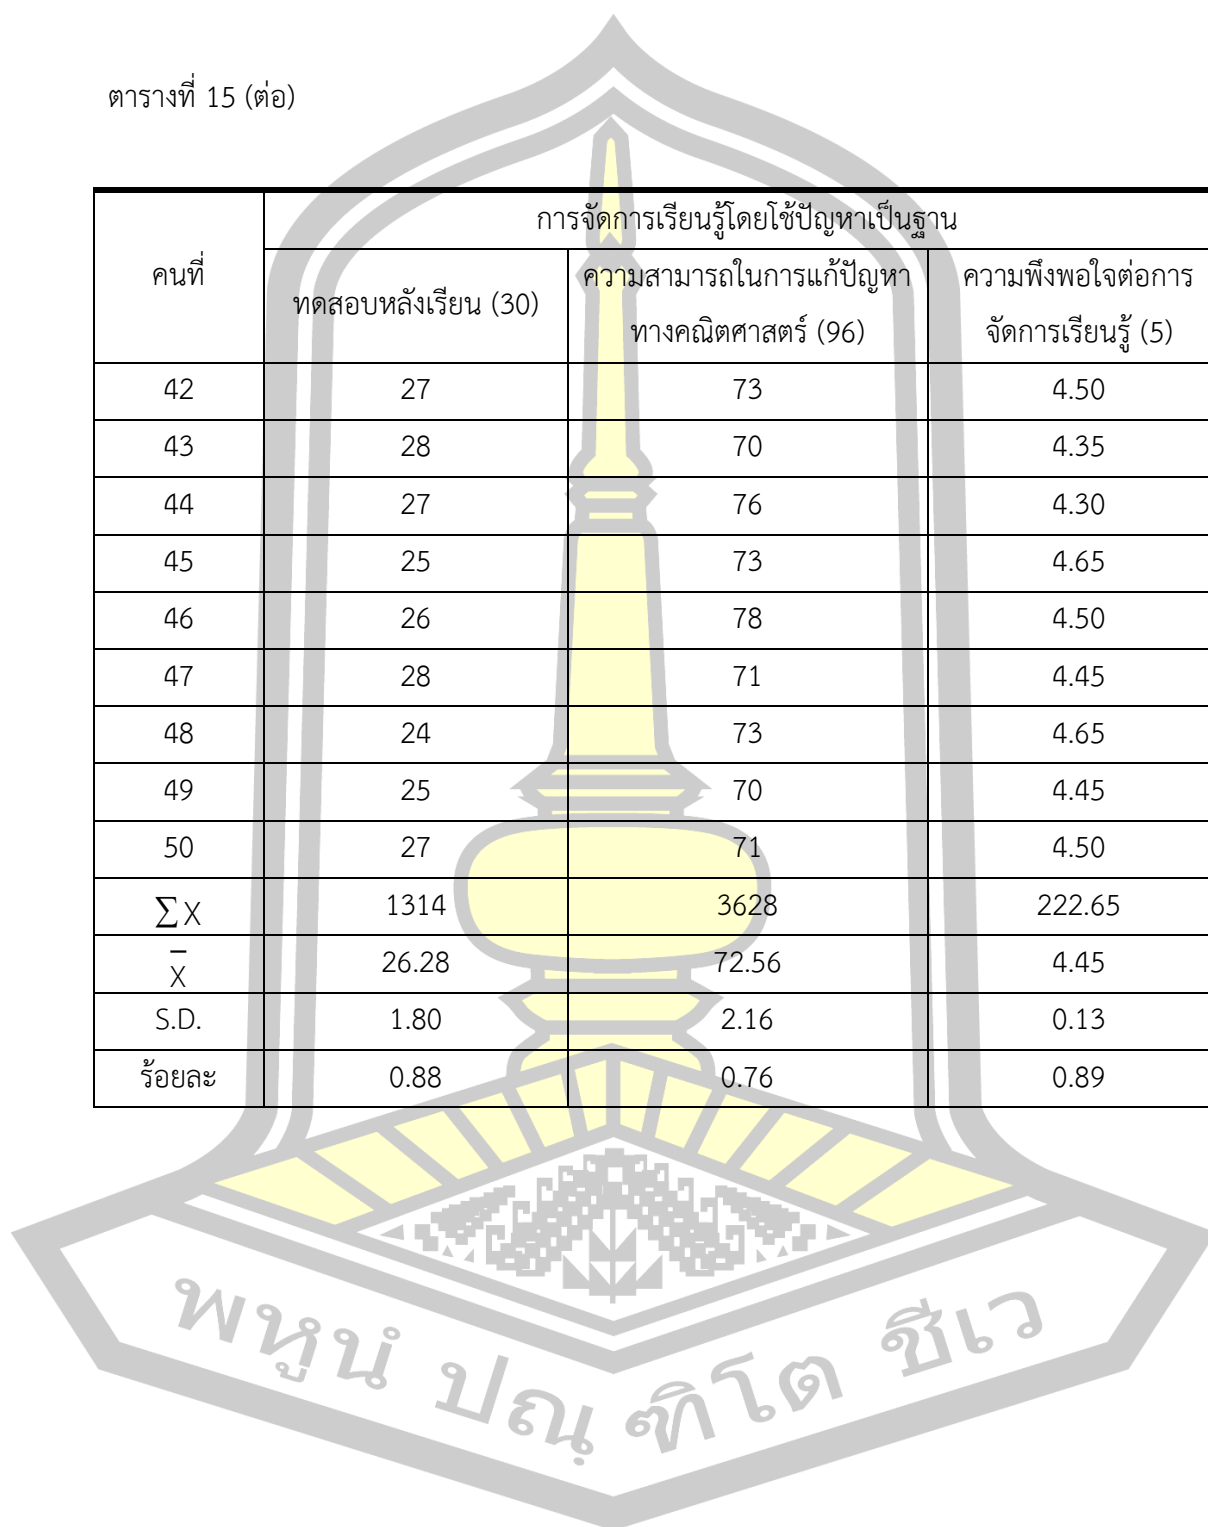 ตารางที่ 15 (ต่อ)
คนที่ การจัดการเรียนรู้โดยโช้ปัญหาเป็นฐาน
ทดสอบหลังเรียน (30) ความสามารถในการแก้ปัญหา ความพึงพอใจต่อการ
ทางคณิตศาสตร์ (96) จัดการเรียนรู้ (5)
42 27 73 4.50
43 28 70 4.35
44 27 76 4.30
45 25 73 4.65
46 26 78 4.50
47 28 71 4.45
48 24 73 4.65
49 25 70 4.45
50 27 71 4.50
∑X 1314 3628 222.65
X̄ 26.28 72.56 4.45
S.D. 1.80 2.16 0.13
ร้อยละ 0.88 0.76 0.89
พหูนํ ปณฺฑิโต ชีเว